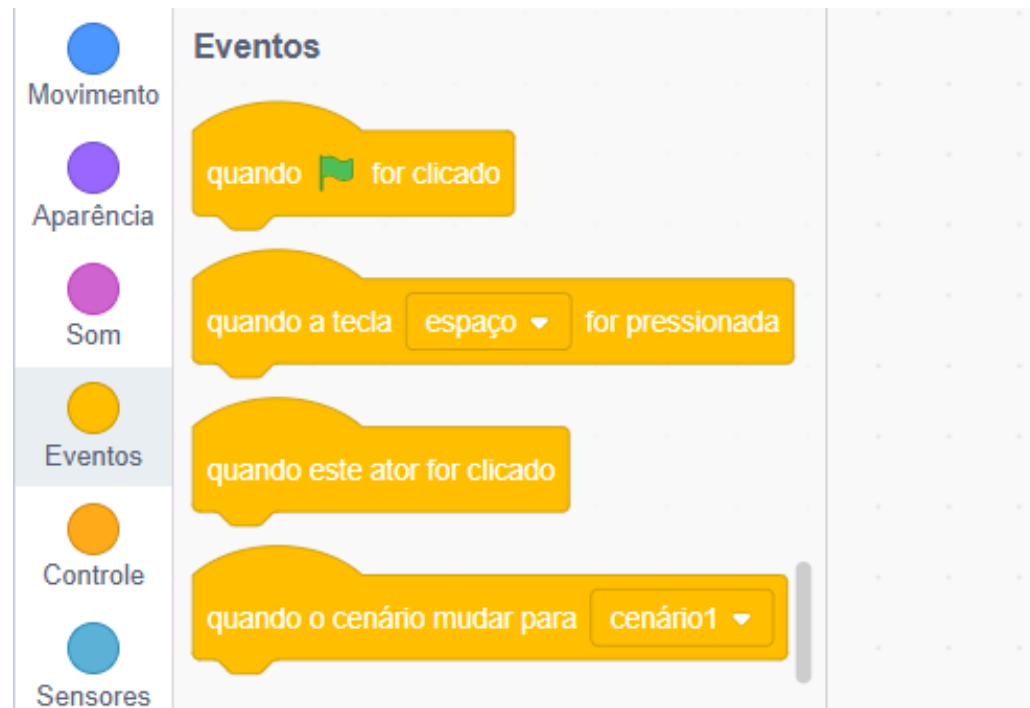 Movimento
Aparência
Som
Eventos
Controle
Sensores
Eventos
quando for clicado
quando a tecla espaço for pressionada
quando este ator for clicado
quando o cenário mudar para cenário1